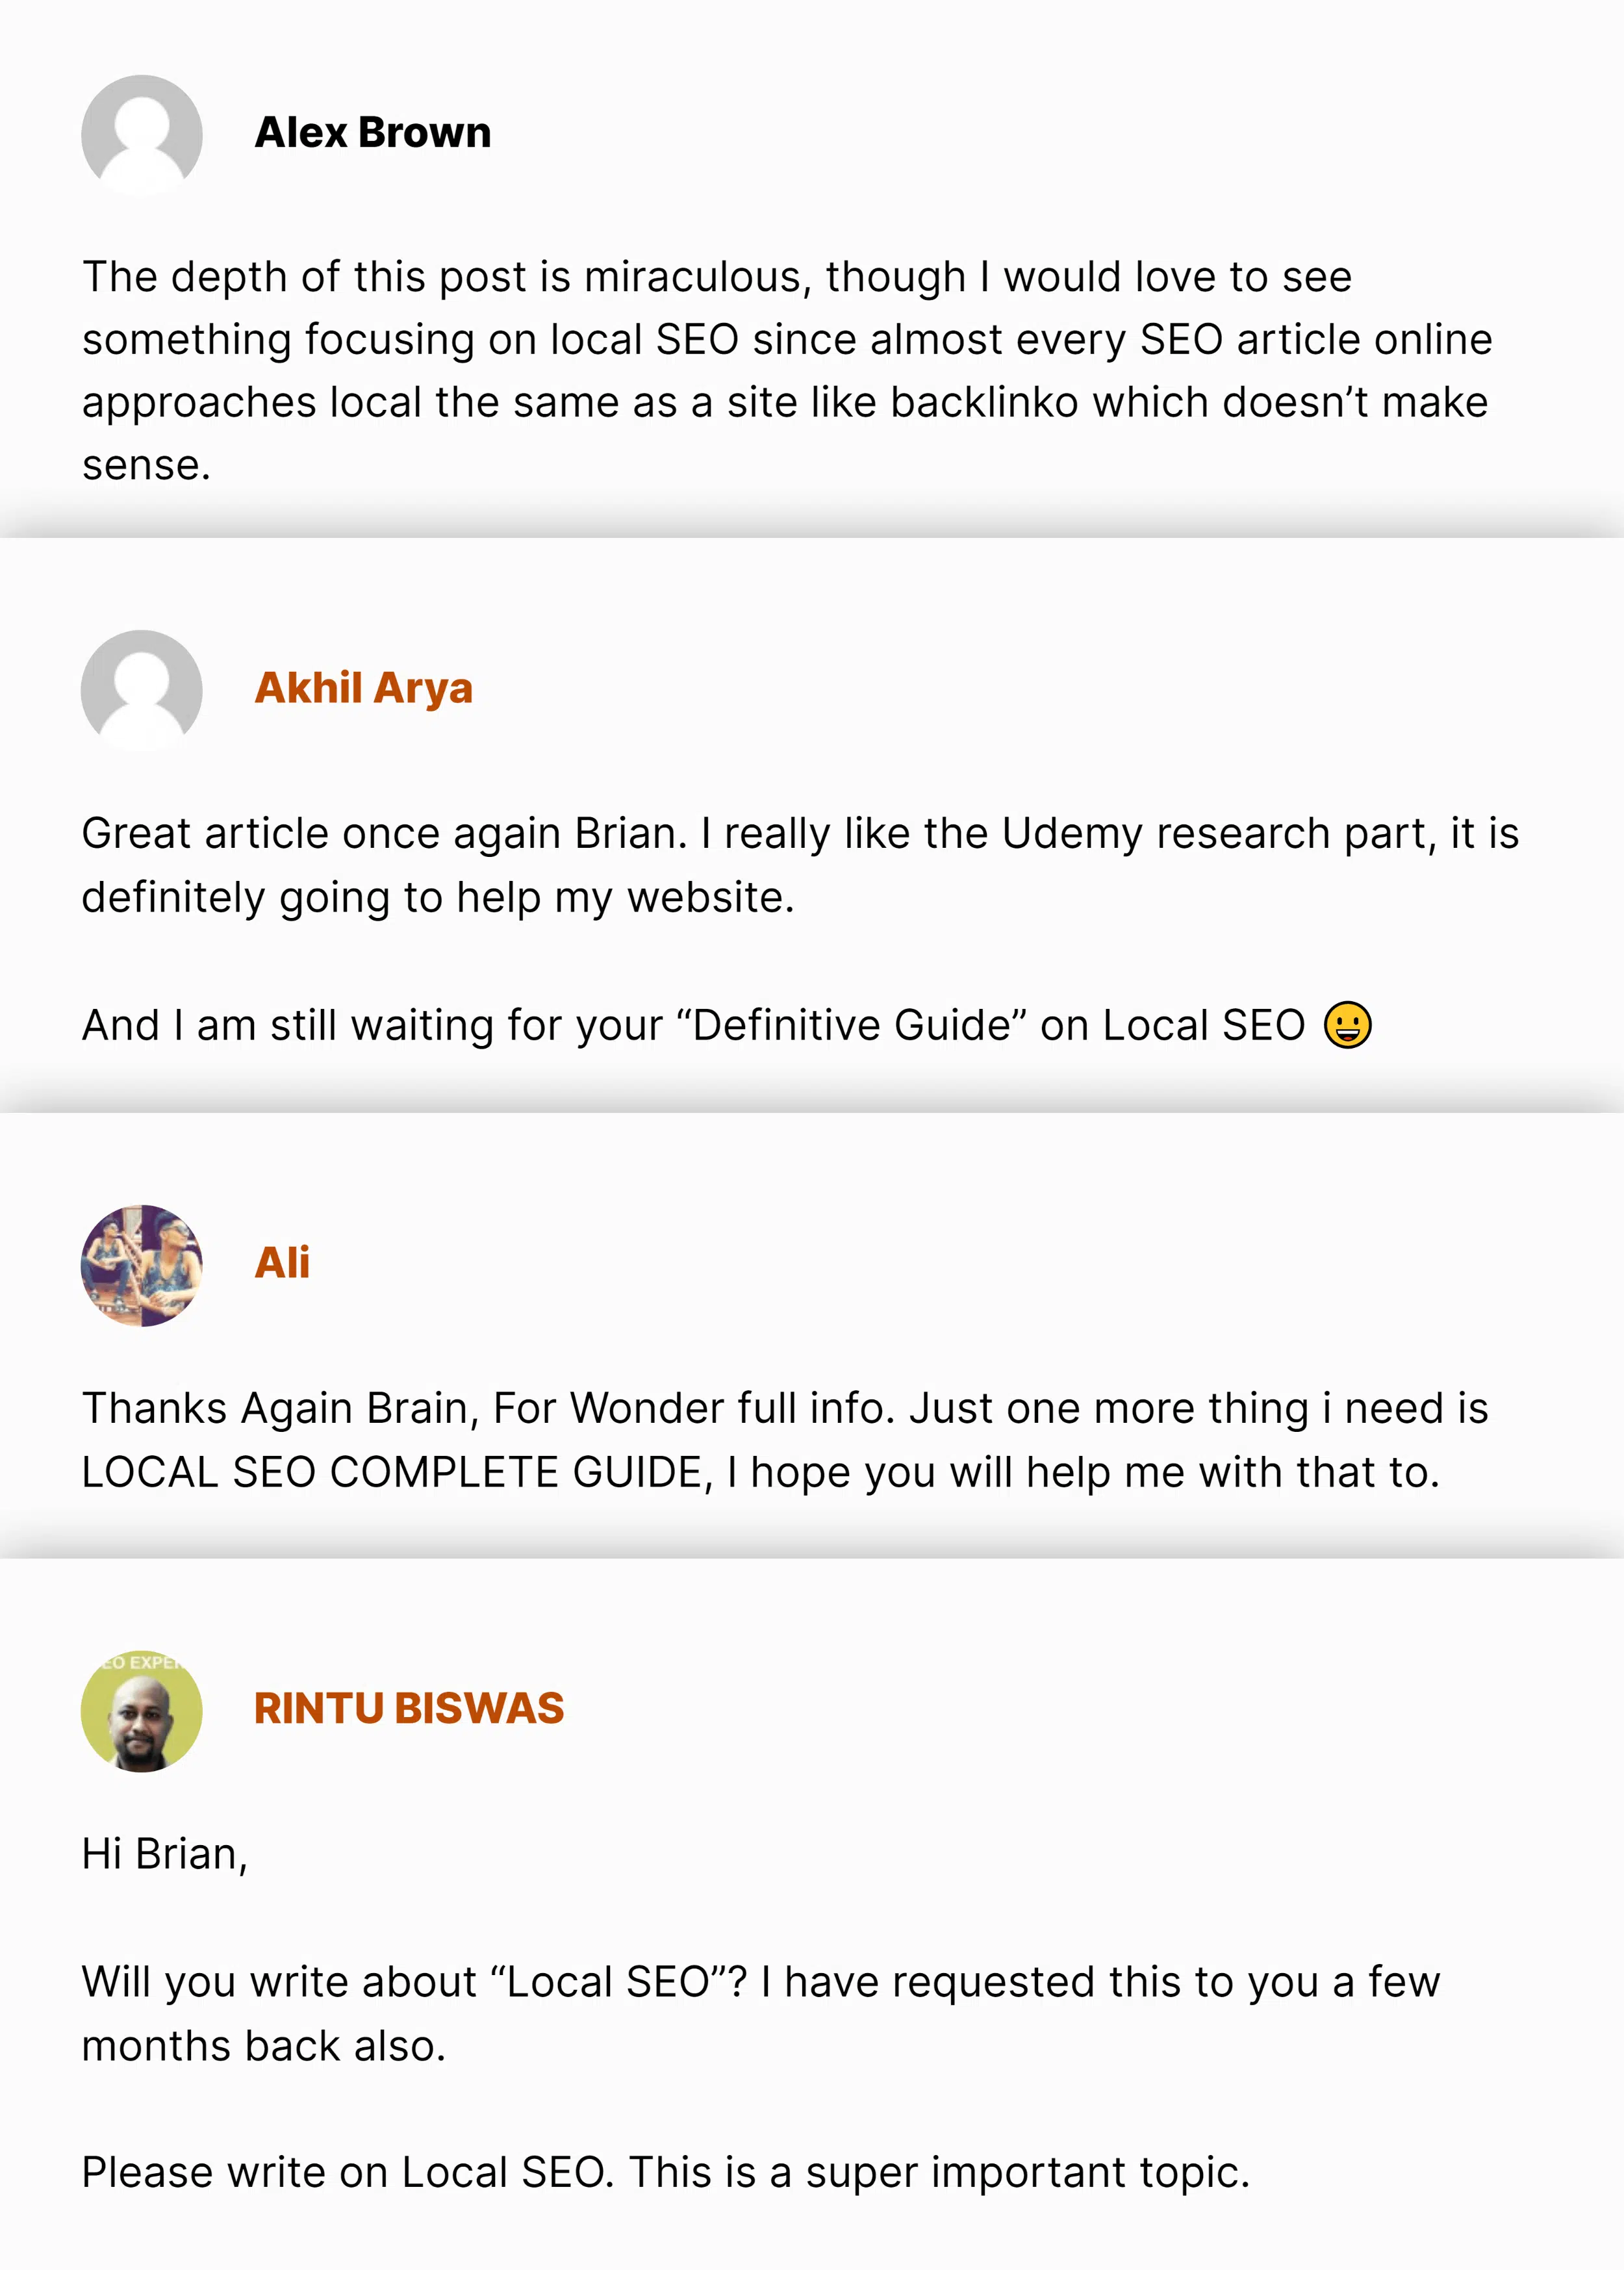 Alex Brown
The depth of this post is miraculous, though I would love to see
something focusing on local SEO since almost every SEO article online
approaches local the same as a site like backlinko which doesn’t make
sense.
Akhil Arya
Great article once again Brian. I really like the Udemy research part, it is
definitely going to help my website.
And I am still waiting for your “Definitive Guide” on Local SEO 😀
Ali
Thanks Again Brain, For Wonder full info. Just one more thing i need is
LOCAL SEO COMPLETE GUIDE, I hope you will help me with that to.
EO EXPER
RINTU BISWAS
Hi Brian,
Will you write about “Local SEO”? I have requested this to you a few
months back also.
Please write on Local SEO. This is a super important topic.